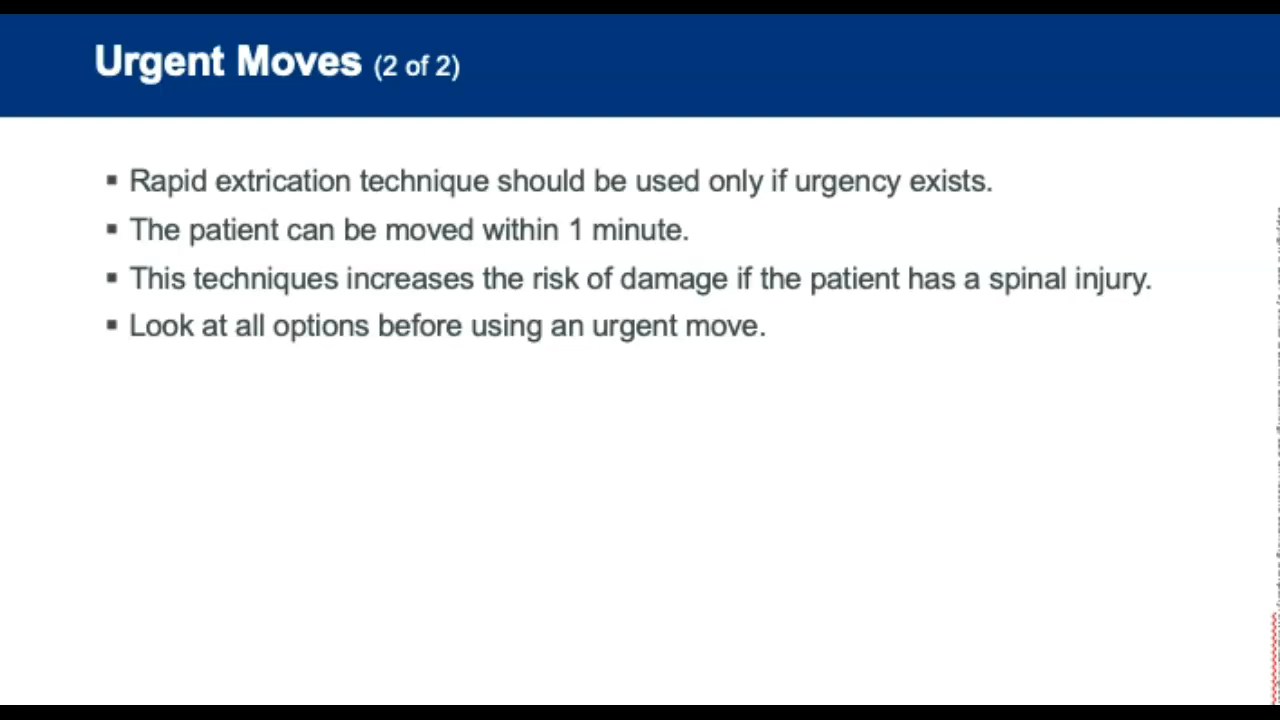 Urgent Moves (2 of 2)
▪ Rapid extrication technique should be used only if urgency exists.
▪ The patient can be moved within 1 minute.
▪ This techniques increases the risk of damage if the patient has a spinal injury.
▪ Look at all options before using an urgent move.